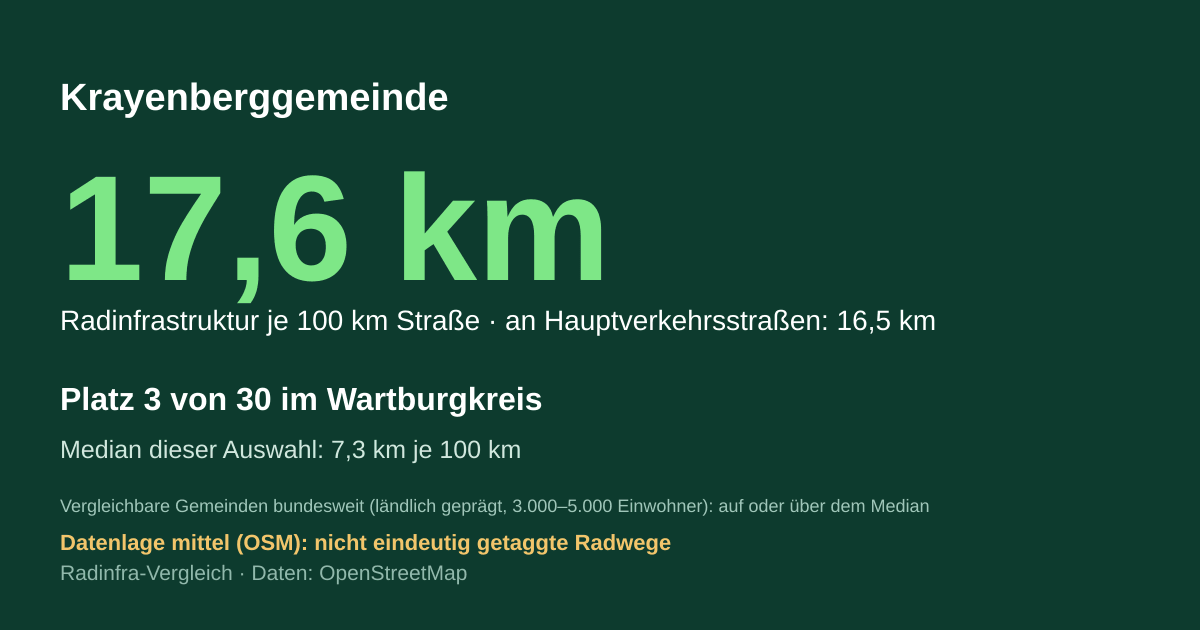 Krayenberggemeinde
17,6 km
Radinfrastruktur je 100 km Straße · an Hauptverkehrsstraßen: 16,5 km
Platz 3 von 30 im Wartburgkreis
Median dieser Auswahl: 7,3 km je 100 km
Vergleichbare Gemeinden bundesweit (ländlich geprägt, 3.000–5.000 Einwohner): auf oder über dem Median
Datenlage mittel (OSM): nicht eindeutig getaggte Radwege
Radinfra-Vergleich · Daten: OpenStreetMap